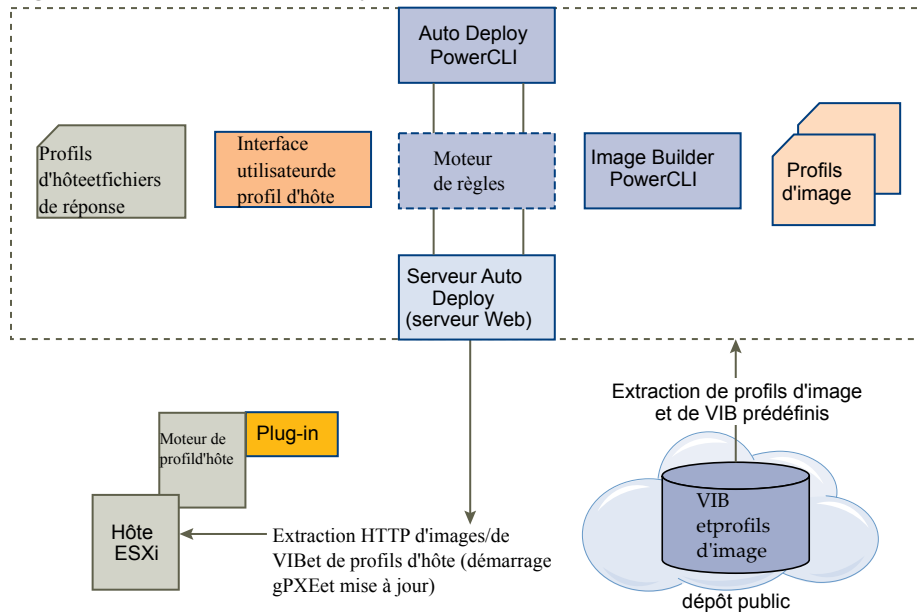 Auto Deploy
PowerCLI
Profils
d'hôteetfichiers
de réponse
Interface
utilisateurde
profil d'hôte
Moteur
de règles
Image Builder
PowerCLI
Profils
d'image
Serveur Auto
Deploy
(serveur Web)
Extraction de profils d'image
et de VIB prédéfinis
Moteur de
profild'hôte
Plug-in
Hôte
ESXi
Extraction HTTP d'images/de
VIBet de profils d'hôte (démarrage
gPXEet mise à jour)
VIB
etprofils
d'image
dépôt public